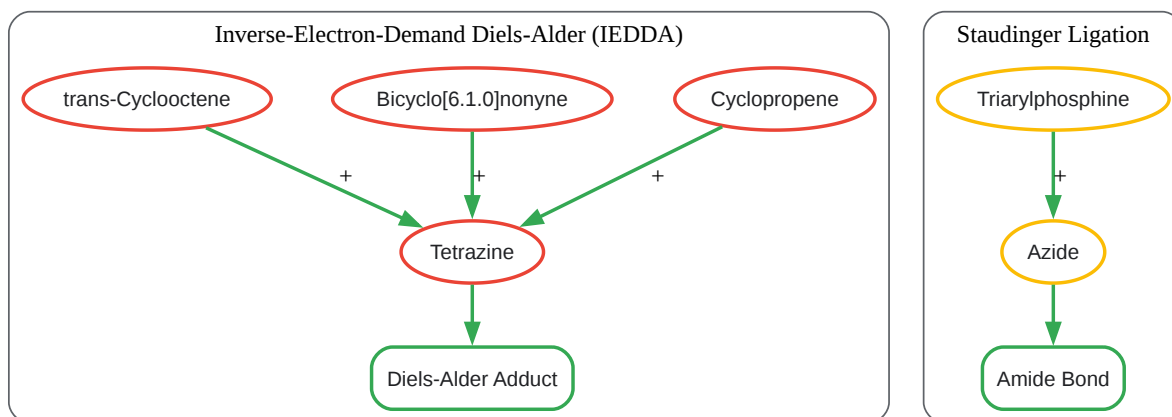 Inverse-Electron-Demand Diels-Alder (IEDDA)
Staudinger Ligation
trans-Cyclooctene
Bicyclo[6.1.0]nonyne
Cyclopropene
Triarylphosphine
+
+
+
+
Tetrazine
Azide
Diels-Alder Adduct
Amide Bond